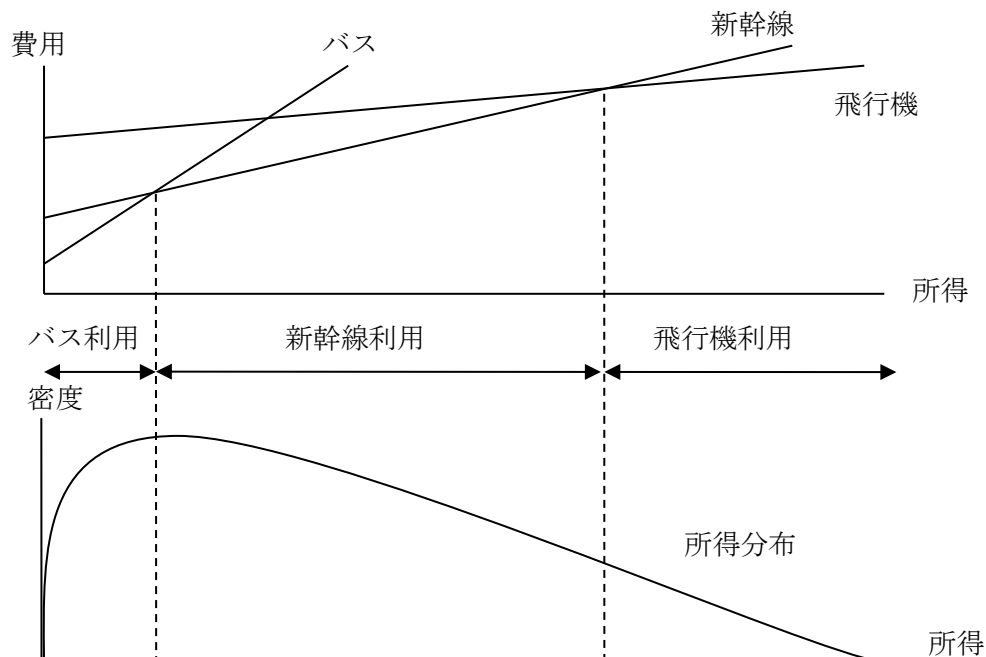 新幹線
費用
バス
飛行機
所得
バス利用
新幹線利用
飛行機利用
密度
所得分布
所得